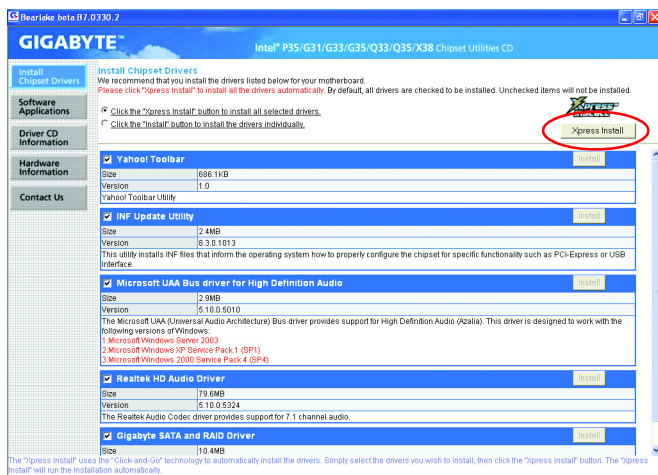 Bearlake beta B7.0330.2
GIGABYTE™
Intel® P35/G31/G33/G35/Q33/Q35/X38 Chipset Utilities CD
Install
Chipset Drivers
Software
Applications
Driver CD
Information
Hardware
Information
Contact Us
Install Chipset Drivers
We recommend that you install the drivers listed below for your motherboard.
Please click "Xpress Install" to install all the drivers automatically. By default, all drivers are checked to be installed. Unchecked items will not be installed.
Click the "Xpress Install" button to install all selected drivers.
Click the "Install" button to install the drivers individually.
Xpress
Install
Xpress Install
Yahoo! Toolbar
Install
Size 686.1KB
Version 1.0
Yahoo! Toolbar Utility
INF Update Utility
Install
Size 2.4MB
Version 8.3.0.1013
This utility installs INF files that inform the operating system how to properly configure the chipset for specific functionality such as PCI-Express or USB
interface.
Microsoft UAA Bus driver for High Definition Audio
Install
Size 2.9MB
Version 5.10.0.5010
The Microsoft UAA (Universal Audio Architecture) Bus driver provides support for High Definition Audio (Azalia). This driver is designed to work with the
following versions of Windows:
1.Microsoft Windows Server 2003
2.Microsoft Windows XP Service Pack 1 (SP1)
3.Microsoft Windows 2000 Service Pack 4 (SP4)
Realtek HD Audio Driver
Install
Size 79.6MB
Version 5.10.0.5324
The Realtek Audio Codec driver provides support for 7.1 channel audio.
Gigabyte SATA and RAID Driver
Install
Size 10.4MB
The "Xpress Install" uses the "Click-and-Go" technology to automatically install the drivers. Simply select the drivers you wish to install, then click the "Xpress Install" button. The "Xpress
Install" will run the installation automatically.